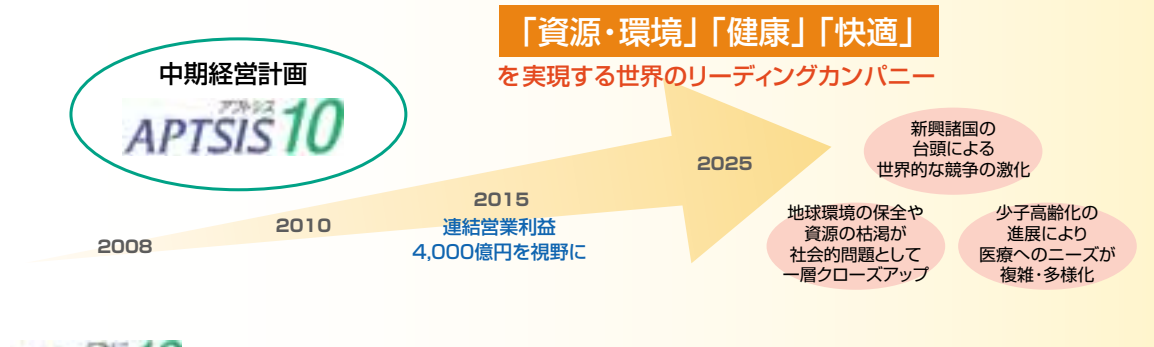 「資源・環境」「健康」「快適」
を実現する世界のリーディングカンパニー
中期経営計画
アプトシス
APTSIS 10
2008
2010
2015
連結営業利益
4,000億円を視野に
2025
新興諸国の
台頭による
世界的な競争の激化
地球環境の保全や
資源の枯渇が
社会的問題として
一層クローズアップ
少子高齢化の
進展により
医療へのニーズが
複雑・多様化